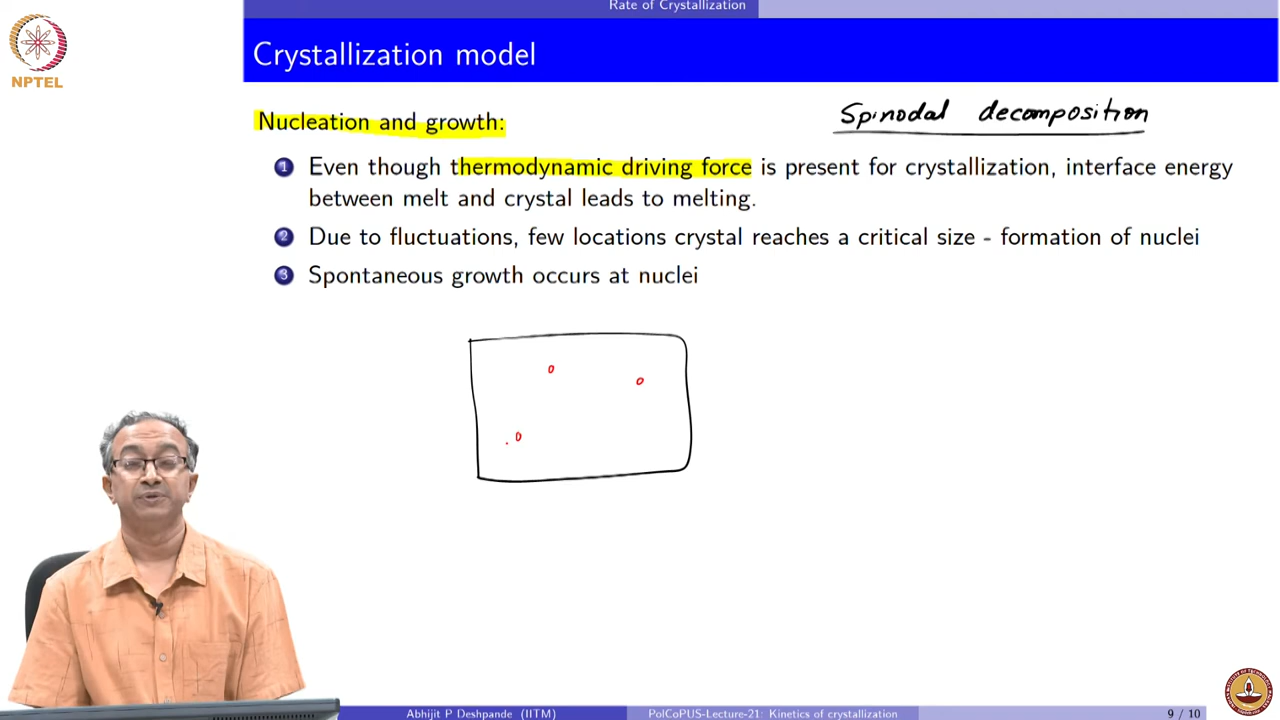 Rate of Crystallization
NPTEL
Crystallization model
Nucleation and growth:
Spinodal decomposition
1 Even though thermodynamic driving force is present for crystallization, interface energy
between melt and crystal leads to melting.
2 Due to fluctuations, few locations crystal reaches a critical size - formation of nuclei
3 Spontaneous growth occurs at nuclei
Abhijit P Deshpande (IITM)
PolCoPUS-Lecture-21: Kinetics of crystallization
9 / 10